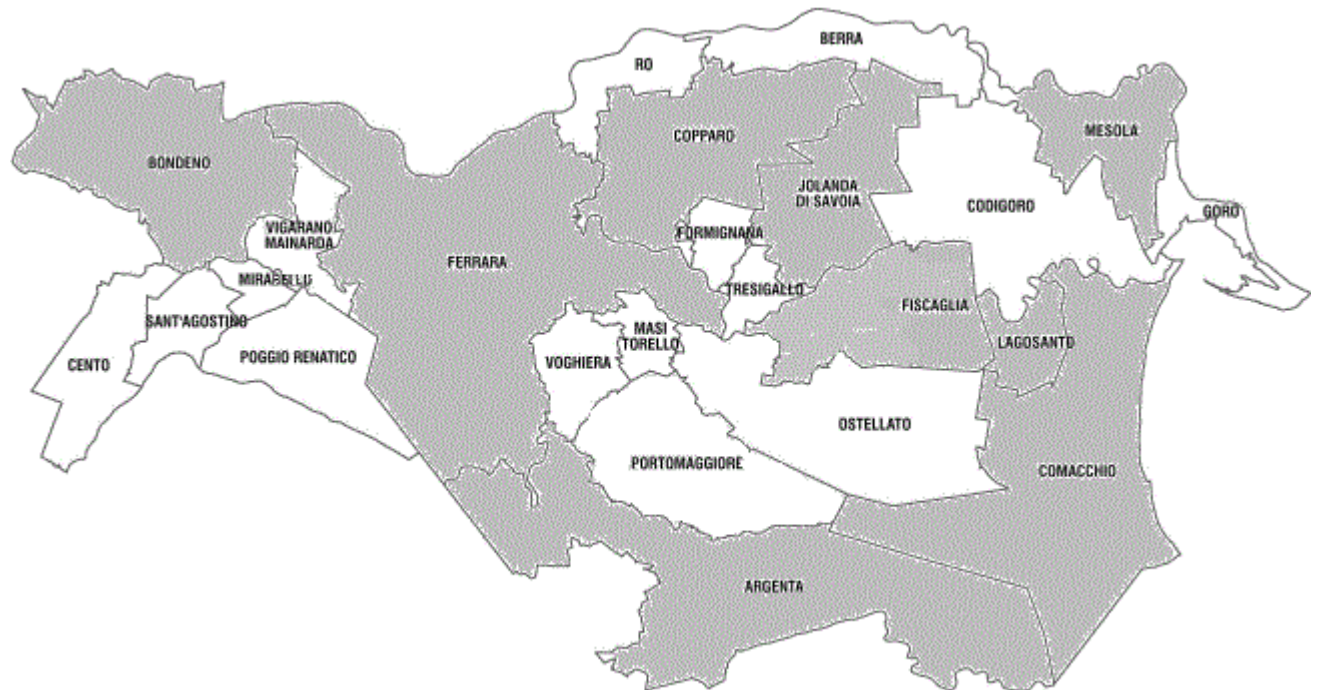 BERRA
RO
MESOLA
COPPARO
BONDENO
JOLANDA
DI SAVOIA
CODIGORO
GORO
VIGARANO
MAINARDA
FORMIGNANA
FERRARA
MIRABELLO
TRESIGALLO
FISCAGLIA
SANT'AGOSTINO
MASI
TORELLO
LAGOSANTO
CENTO
POGGIO RENATICO
VOGHIERA
OSTELLATO
PORTOMAGGIORE
COMACCHIO
ARGENTA